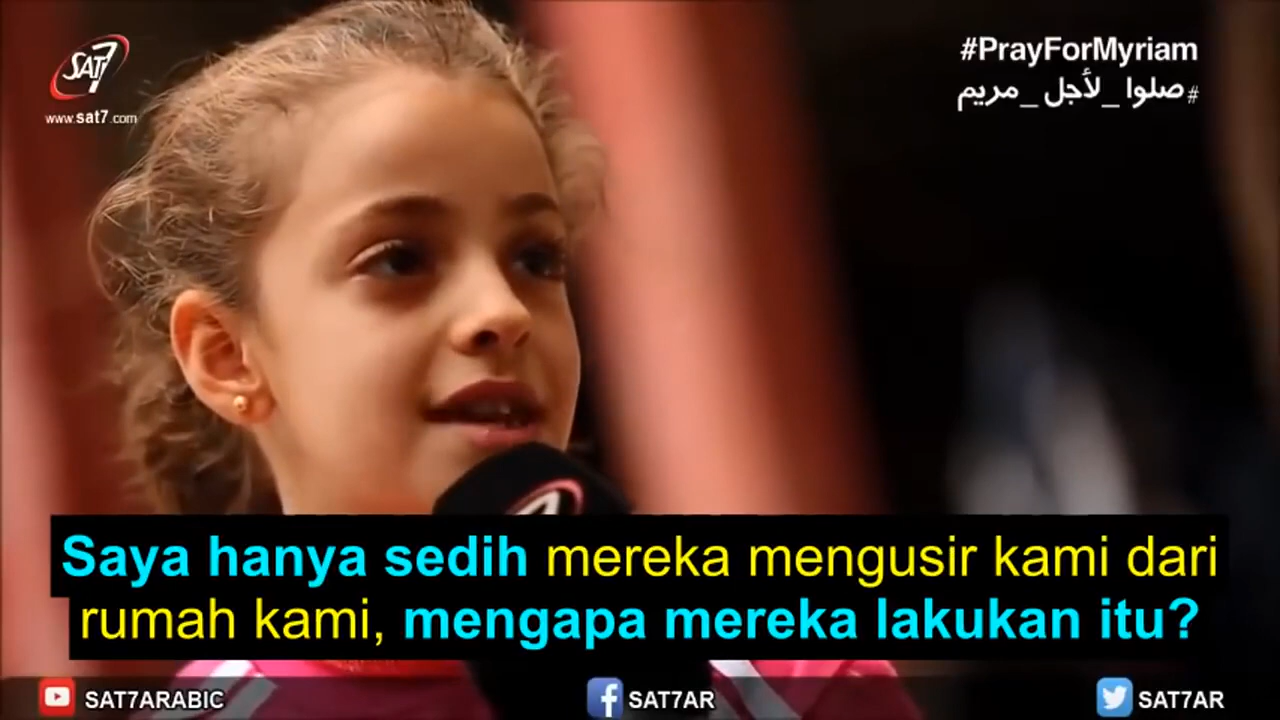 SAT7
www.sat7.com
#PrayForMyriam
#صلوا_لأجل_مريم
Saya hanya sedih mereka mengusir kami dari
rumah kami, mengapa mereka lakukan itu?
SAT7ARABIC
SAT7AR
SAT7AR